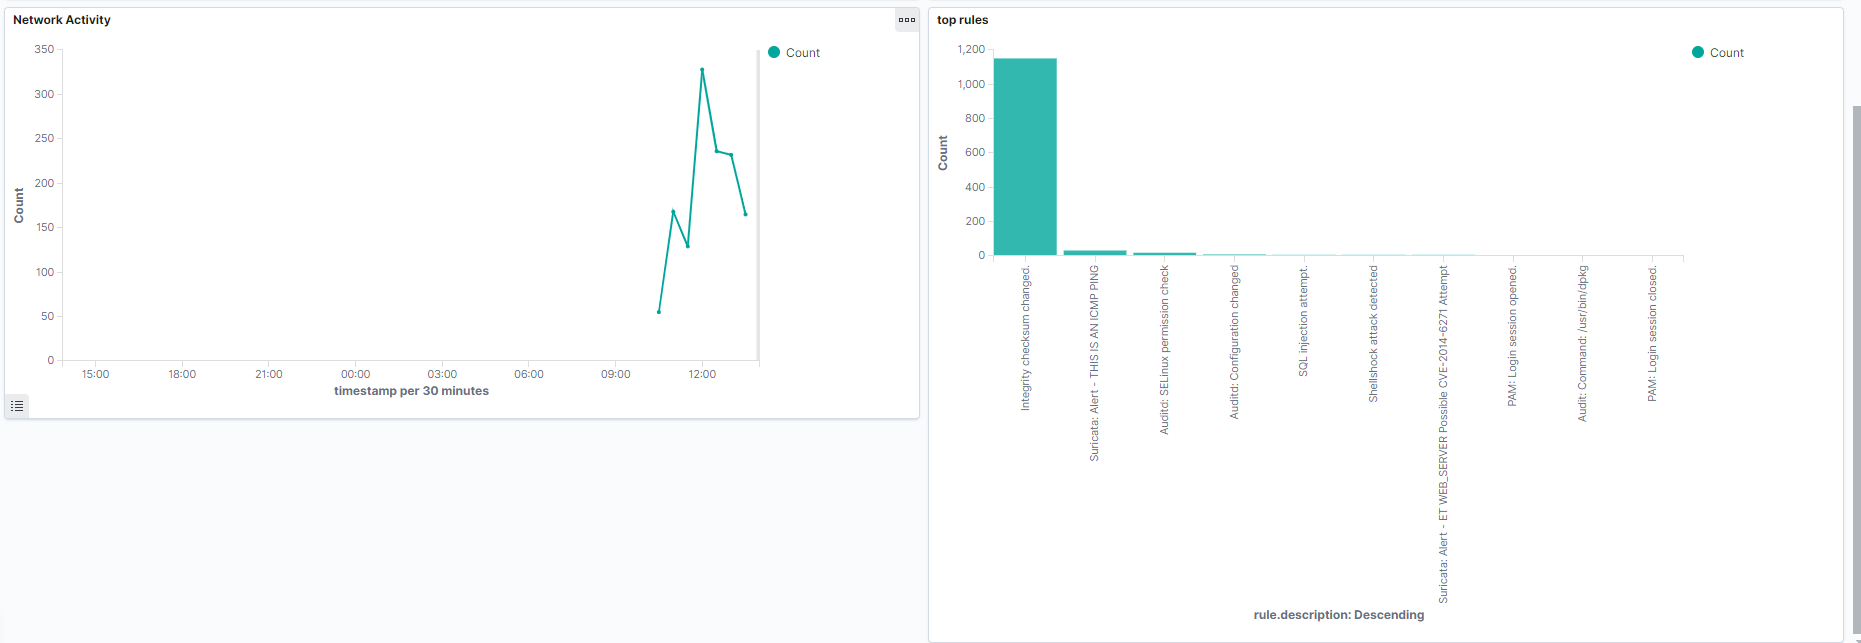 Network Activity
Count
350
300
250
200
150
100
50
0
Count
15:00
18:00
21:00
00:00
03:00
06:00
09:00
12:00
timestamp per 30 minutes
top rules
Count
1,200
1,000
800
600
400
200
0
Count
Integrity checksum changed.
Suricata: Alert - THIS IS AN ICMP PING
Auditd: SELinux permission check
Auditd: Configuration changed
SQL injection attempt.
Shellshock attack detected
Suricata: Alert - ET WEB_SERVER Possible CVE-2014-6271 Attempt
PAM: Login session opened.
Audit: Command: /usr/bin/dpkg
PAM: Login session closed.
rule.description: Descending